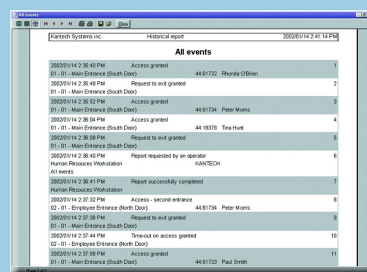 All events
Close
Kantech Systems inc. Historical report 2002/01/14 2:41:14 PM
All events
2002/01/14 2:35:40 PM Access granted 1
01 - 01 - Main Entrance (South Door) 44:61732 Rhonda O'Brien
2002/01/14 2:35:48 PM Request to exit granted 2
01 - 01 - Main Entrance (South Door)
2002/01/14 2:35:52 PM Access granted 3
01 - 01 - Main Entrance (South Door) 44:61734 Peter Morris
2002/01/14 2:36:04 PM Access granted 4
01 - 01 - Main Entrance (South Door) 44:18378 Tina Hunt
2002/01/14 2:36:08 PM Request to exit granted 5
01 - 01 - Main Entrance (South Door)
2002/01/14 2:36:40 PM Report requested by an operator 6
Human Resouces Workstation KANTECH
All events
2002/01/14 2:36:41 PM Report successfully completed 7
Human Resouces Workstation
2002/01/14 2:37:32 PM Access - second entrance 8
02 - 01 - Employee Entrance (North Door) 44:61734 Peter Morris
2002/01/14 2:37:36 PM Request to exit granted 9
01 - 01 - Main Entrance (South Door)
2002/01/14 2:37:44 PM Time-out on access granted 10
02 - 01 - Employee Entrance (North Door)
2002/01/14 2:37:56 PM Access granted 11
01 - 01 - Main Entrance (South Door) 44:61733 Paul Smith